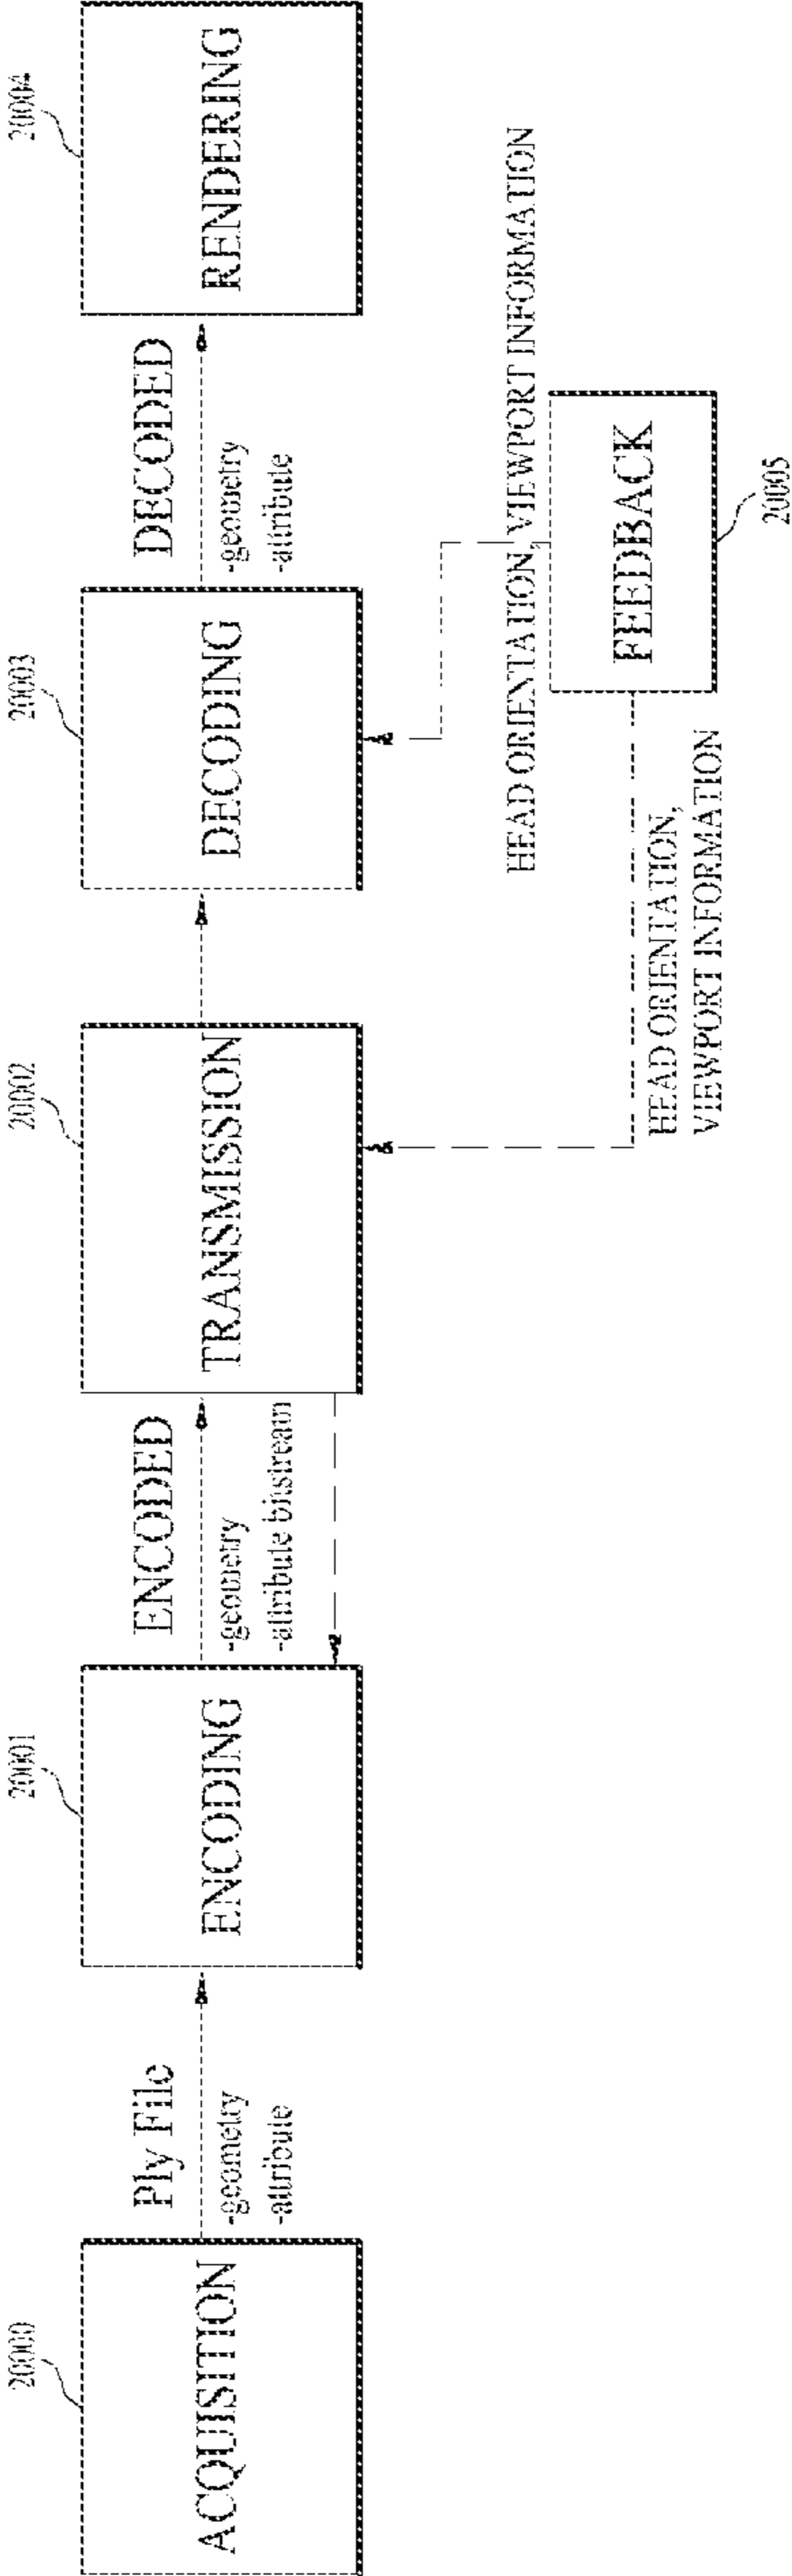 20000
ACQUISITION
Ply File
-geometry
-attribute
20001
ENCODING
ENCODED
-geometry
-attribute bitstream
20002
TRANSMISSION
20003
DECODING
DECODED
-geometry
-attribute
20004
RENDERING
HEAD ORIENTATION, VIEWPORT INFORMATION
HEAD ORIENTATION,
VIEWPORT INFORMATION
FEEDBACK
20005